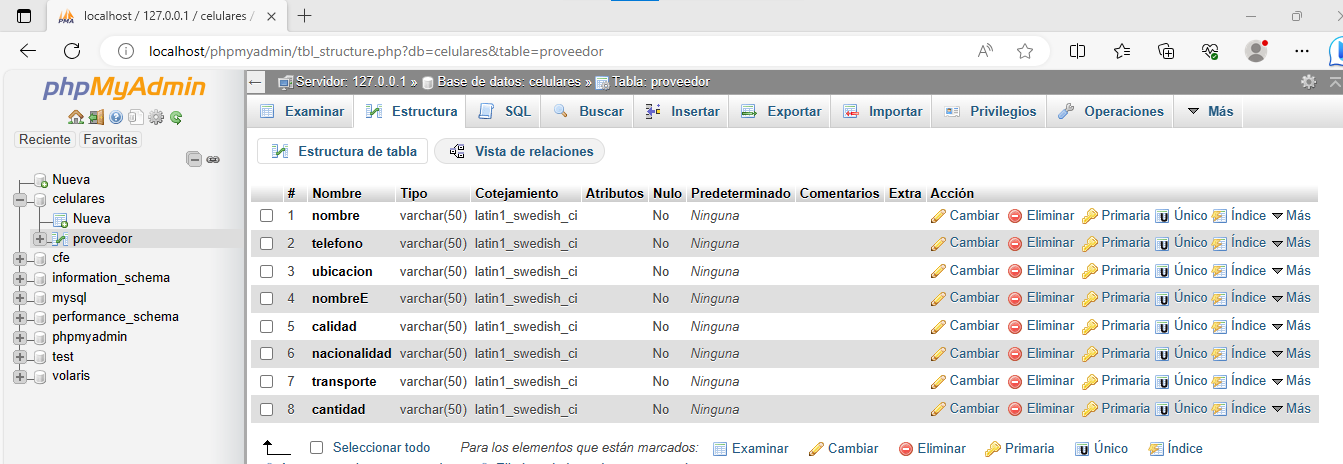 localhost / 127.0.0.1 / celulares /
localhost/phpmyadmin/tbl_structure.php?db=celulares&table=proveedor
phpMyAdmin
Reciente Favoritas
Nueva
celulares
Nueva
proveedor
cfe
information_schema
mysql
performance_schema
phpmyadmin
test
volaris
Servidor: 127.0.0.1 » Base de datos: celulares » Tabla: proveedor
Examinar Estructura SQL Buscar Insertar Exportar Importar Privilegios Operaciones Más
Estructura de tabla Vista de relaciones
# Nombre Tipo Cotejamiento Atributos Nulo Predeterminado Comentarios Extra Acción
1 nombre varchar(50) latin1_swedish_ci No Ninguna Cambiar Eliminar Primaria Único Índice Más
2 telefono varchar(50) latin1_swedish_ci No Ninguna Cambiar Eliminar Primaria Único Índice Más
3 ubicacion varchar(50) latin1_swedish_ci No Ninguna Cambiar Eliminar Primaria Único Índice Más
4 nombreE varchar(50) latin1_swedish_ci No Ninguna Cambiar Eliminar Primaria Único Índice Más
5 calidad varchar(50) latin1_swedish_ci No Ninguna Cambiar Eliminar Primaria Único Índice Más
6 nacionalidad varchar(50) latin1_swedish_ci No Ninguna Cambiar Eliminar Primaria Único Índice Más
7 transporte varchar(50) latin1_swedish_ci No Ninguna Cambiar Eliminar Primaria Único Índice Más
8 cantidad varchar(50) latin1_swedish_ci No Ninguna Cambiar Eliminar Primaria Único Índice Más
Seleccionar todo Para los elementos que están marcados: Examinar Cambiar Eliminar Primaria Único Índice